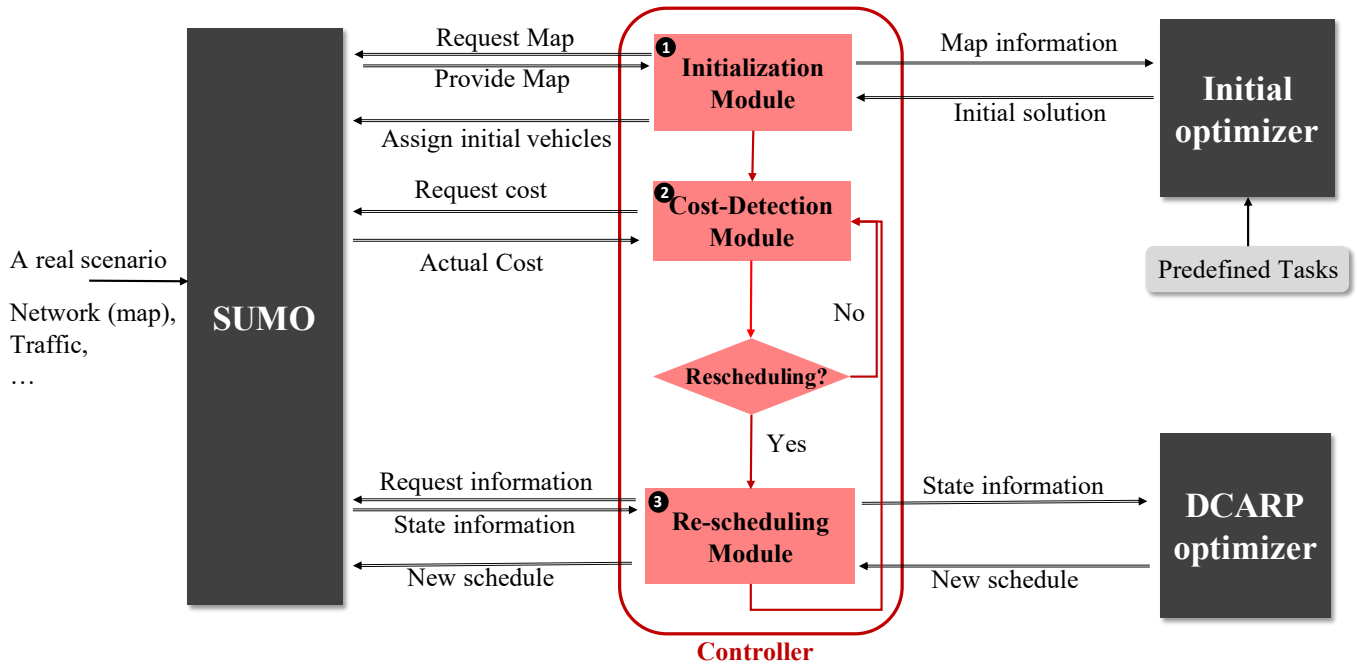 Request Map
Provide Map
Assign initial vehicles
Request cost
Actual Cost
A real scenario
Network (map),
Traffic,
…
SUMO
Request information
State information
New schedule
1
Initialization
Module
2
Cost-Detection
Module
No
Rescheduling?
Yes
3
Re-scheduling
Module
Controller
Map information
Initial solution
Initial
optimizer
Predefined Tasks
State information
New schedule
DCARP
optimizer